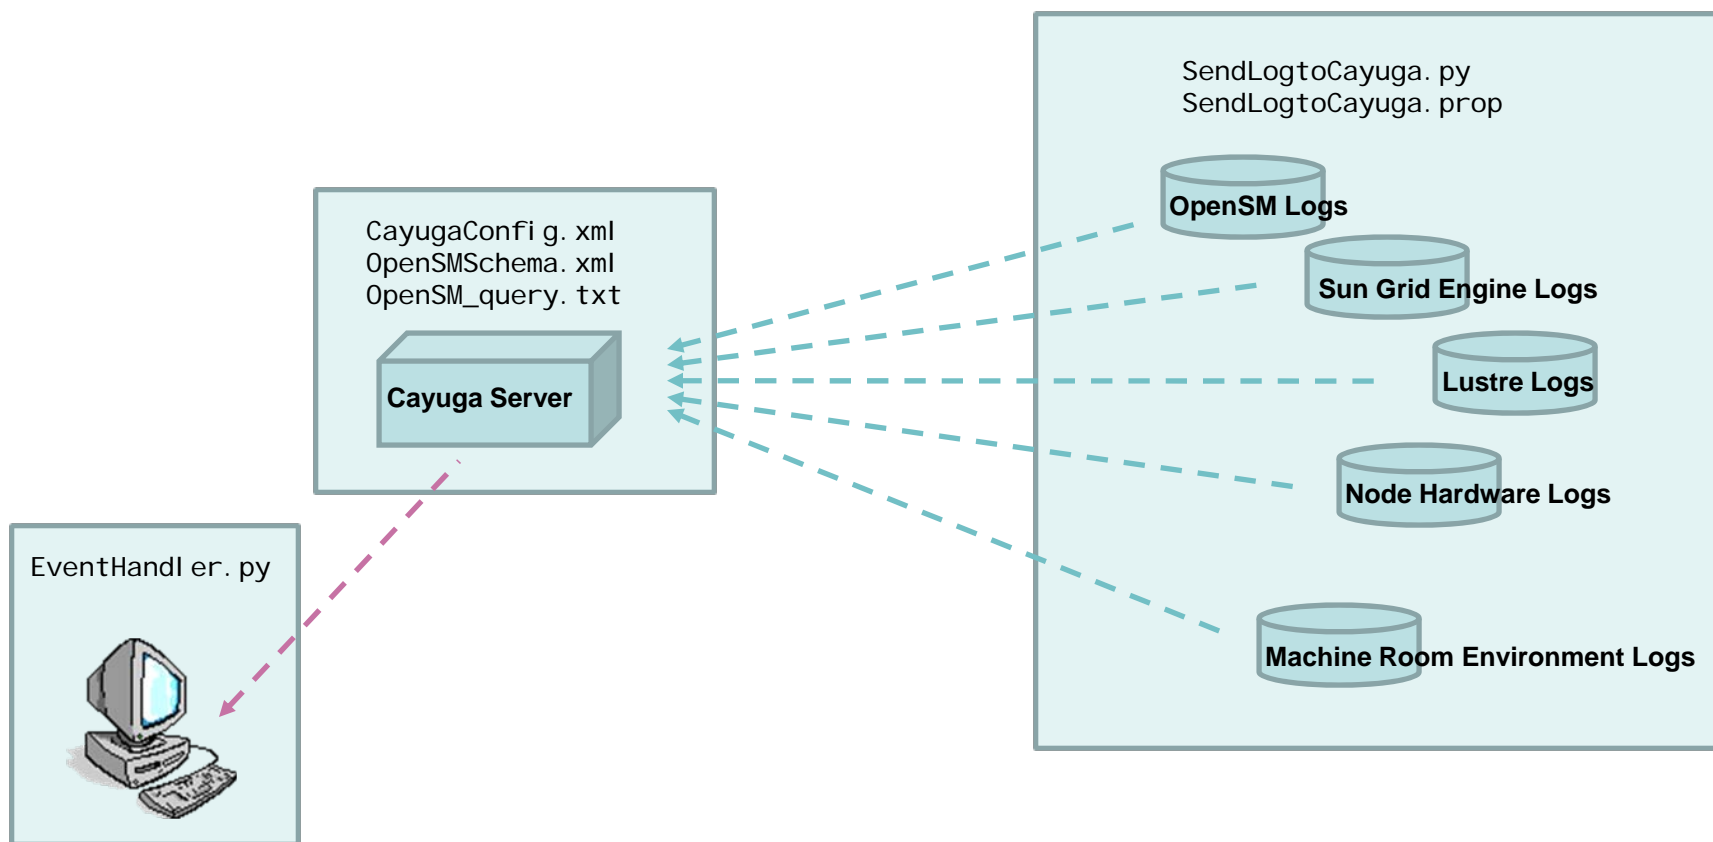 SendLogtoCayuga.py
SendLogtoCayuga.prop
OpenSM Logs
Sun Grid Engine Logs
Lustre Logs
Node Hardware Logs
Machine Room Environment Logs
CayugaConfig.xml
OpenSMSchema.xml
OpenSM_query.txt
Cayuga Server
EventHandler.py